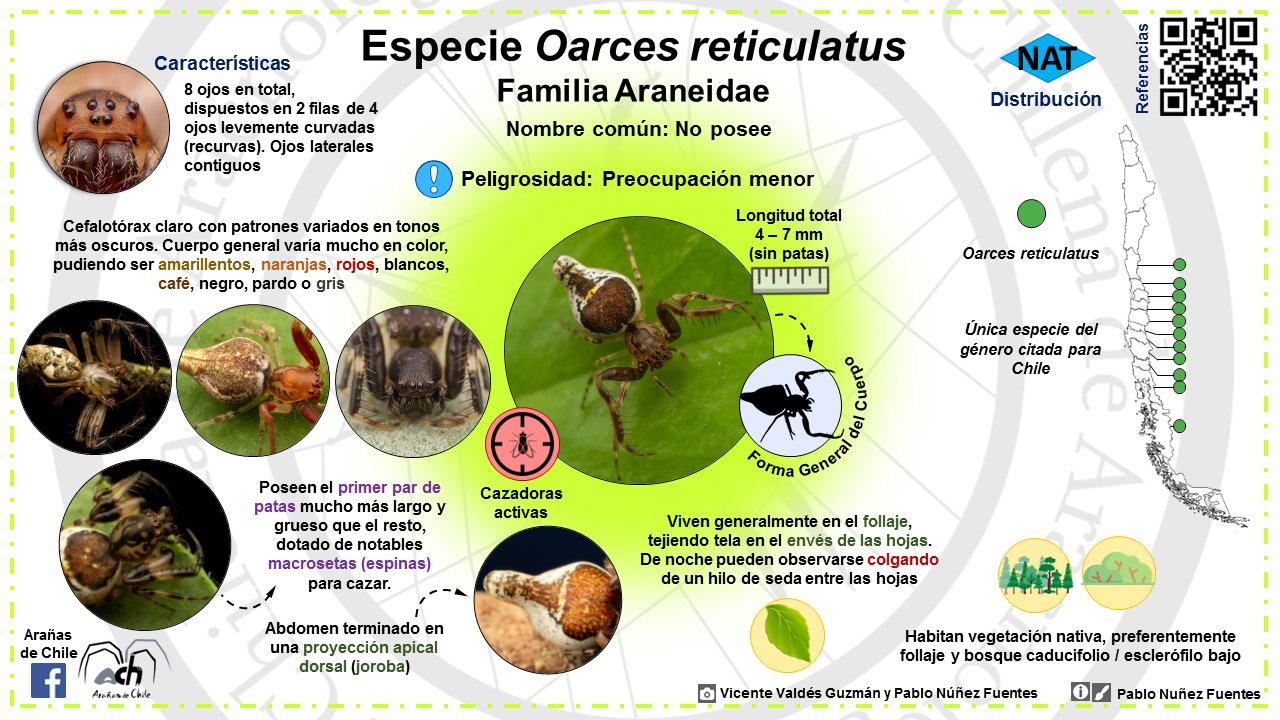 Especie Oarces reticulatus
Familia Araneidae
Nombre común: No posee
Peligrosidad: Preocupación menor
Características
8 ojos en total,
dispuestos en 2 filas de 4
ojos levemente curvadas
(recurvas). Ojos laterales
contiguos
Cefalotórax claro con patrones variados en tonos
más oscuros. Cuerpo general varía mucho en color,
pudiendo ser amarillentos, naranjas, rojos, blancos,
café, negro, pardo o gris
Longitud total
4 – 7 mm
(sin patas)
Forma General del Cuerpo
Cazadoras
activas
Poseen el primer par de
patas mucho más largo y
grueso que el resto,
dotado de notables
macrosetas (espinas)
para cazar.
Abdomen terminado en
una proyección apical
dorsal (joroba)
Viven generalmente en el follaje,
tejiendo tela en el envés de las hojas.
De noche pueden observarse colgando
de un hilo de seda entre las hojas
NAT
Distribución
Referencias
Oarces reticulatus
Única especie del
género citada para
Chile
Habitan vegetación nativa, preferentemente
follaje y bosque caducifolio / esclerófilo bajo
Arañas
de Chile
ach
Arañas de Chile
Vicente Valdés Guzmán y Pablo Núñez Fuentes
Pablo Nuñez Fuentes